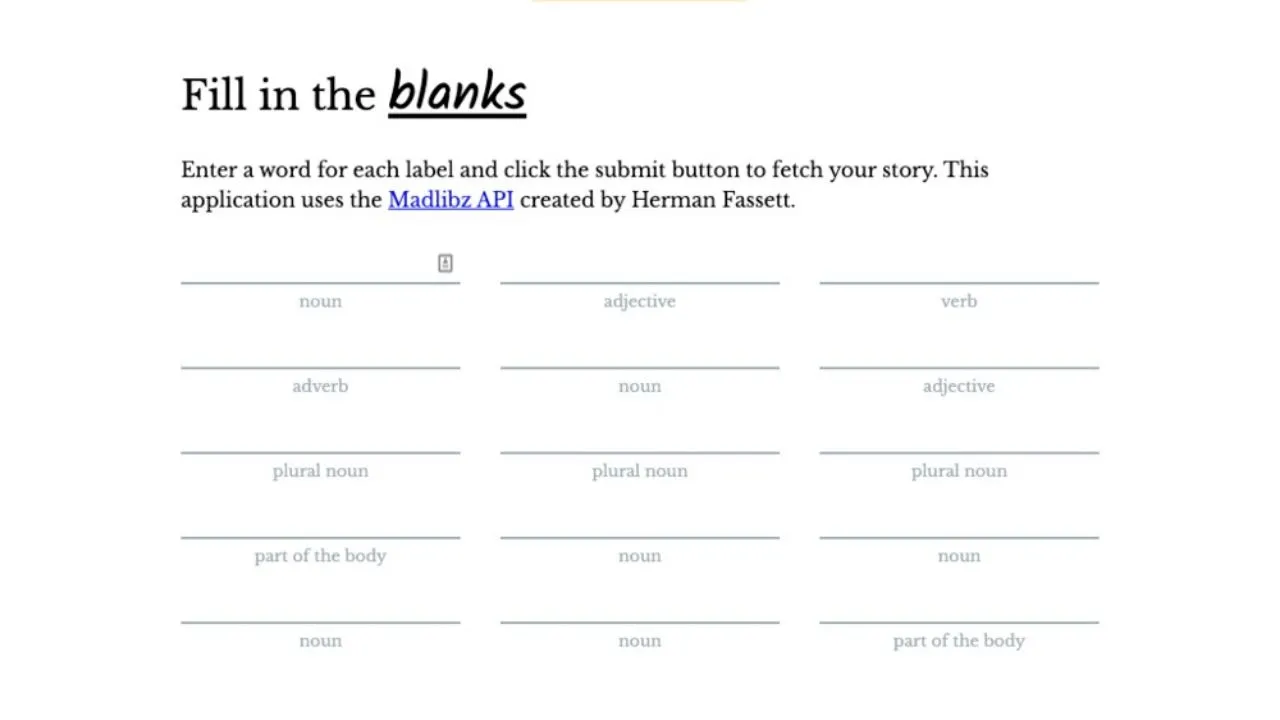 Fill in the blanks
Enter a word for each label and click the submit button to fetch your story. This
application uses the Madlibz API created by Herman Fassett.
noun adjective verb
adverb noun adjective
plural noun plural noun plural noun
part of the body noun noun
noun noun part of the body